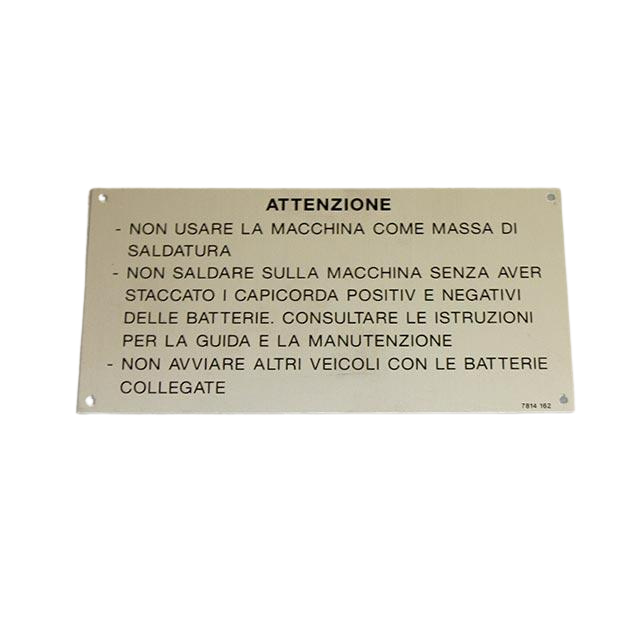 ATTENZIONE
- NON USARE LA MACCHINA COME MASSA DI
SALDATURA
- NON SALDARE SULLA MACCHINA SENZA AVER
STACCATO I CAPICORDA POSITIV E NEGATIVI
DELLE BATTERIE. CONSULTARE LE ISTRUZIONI
PER LA GUIDA E LA MANUTENZIONE
- NON AVVIARE ALTRI VEICOLI CON LE BATTERIE
COLLEGATE
7814 162